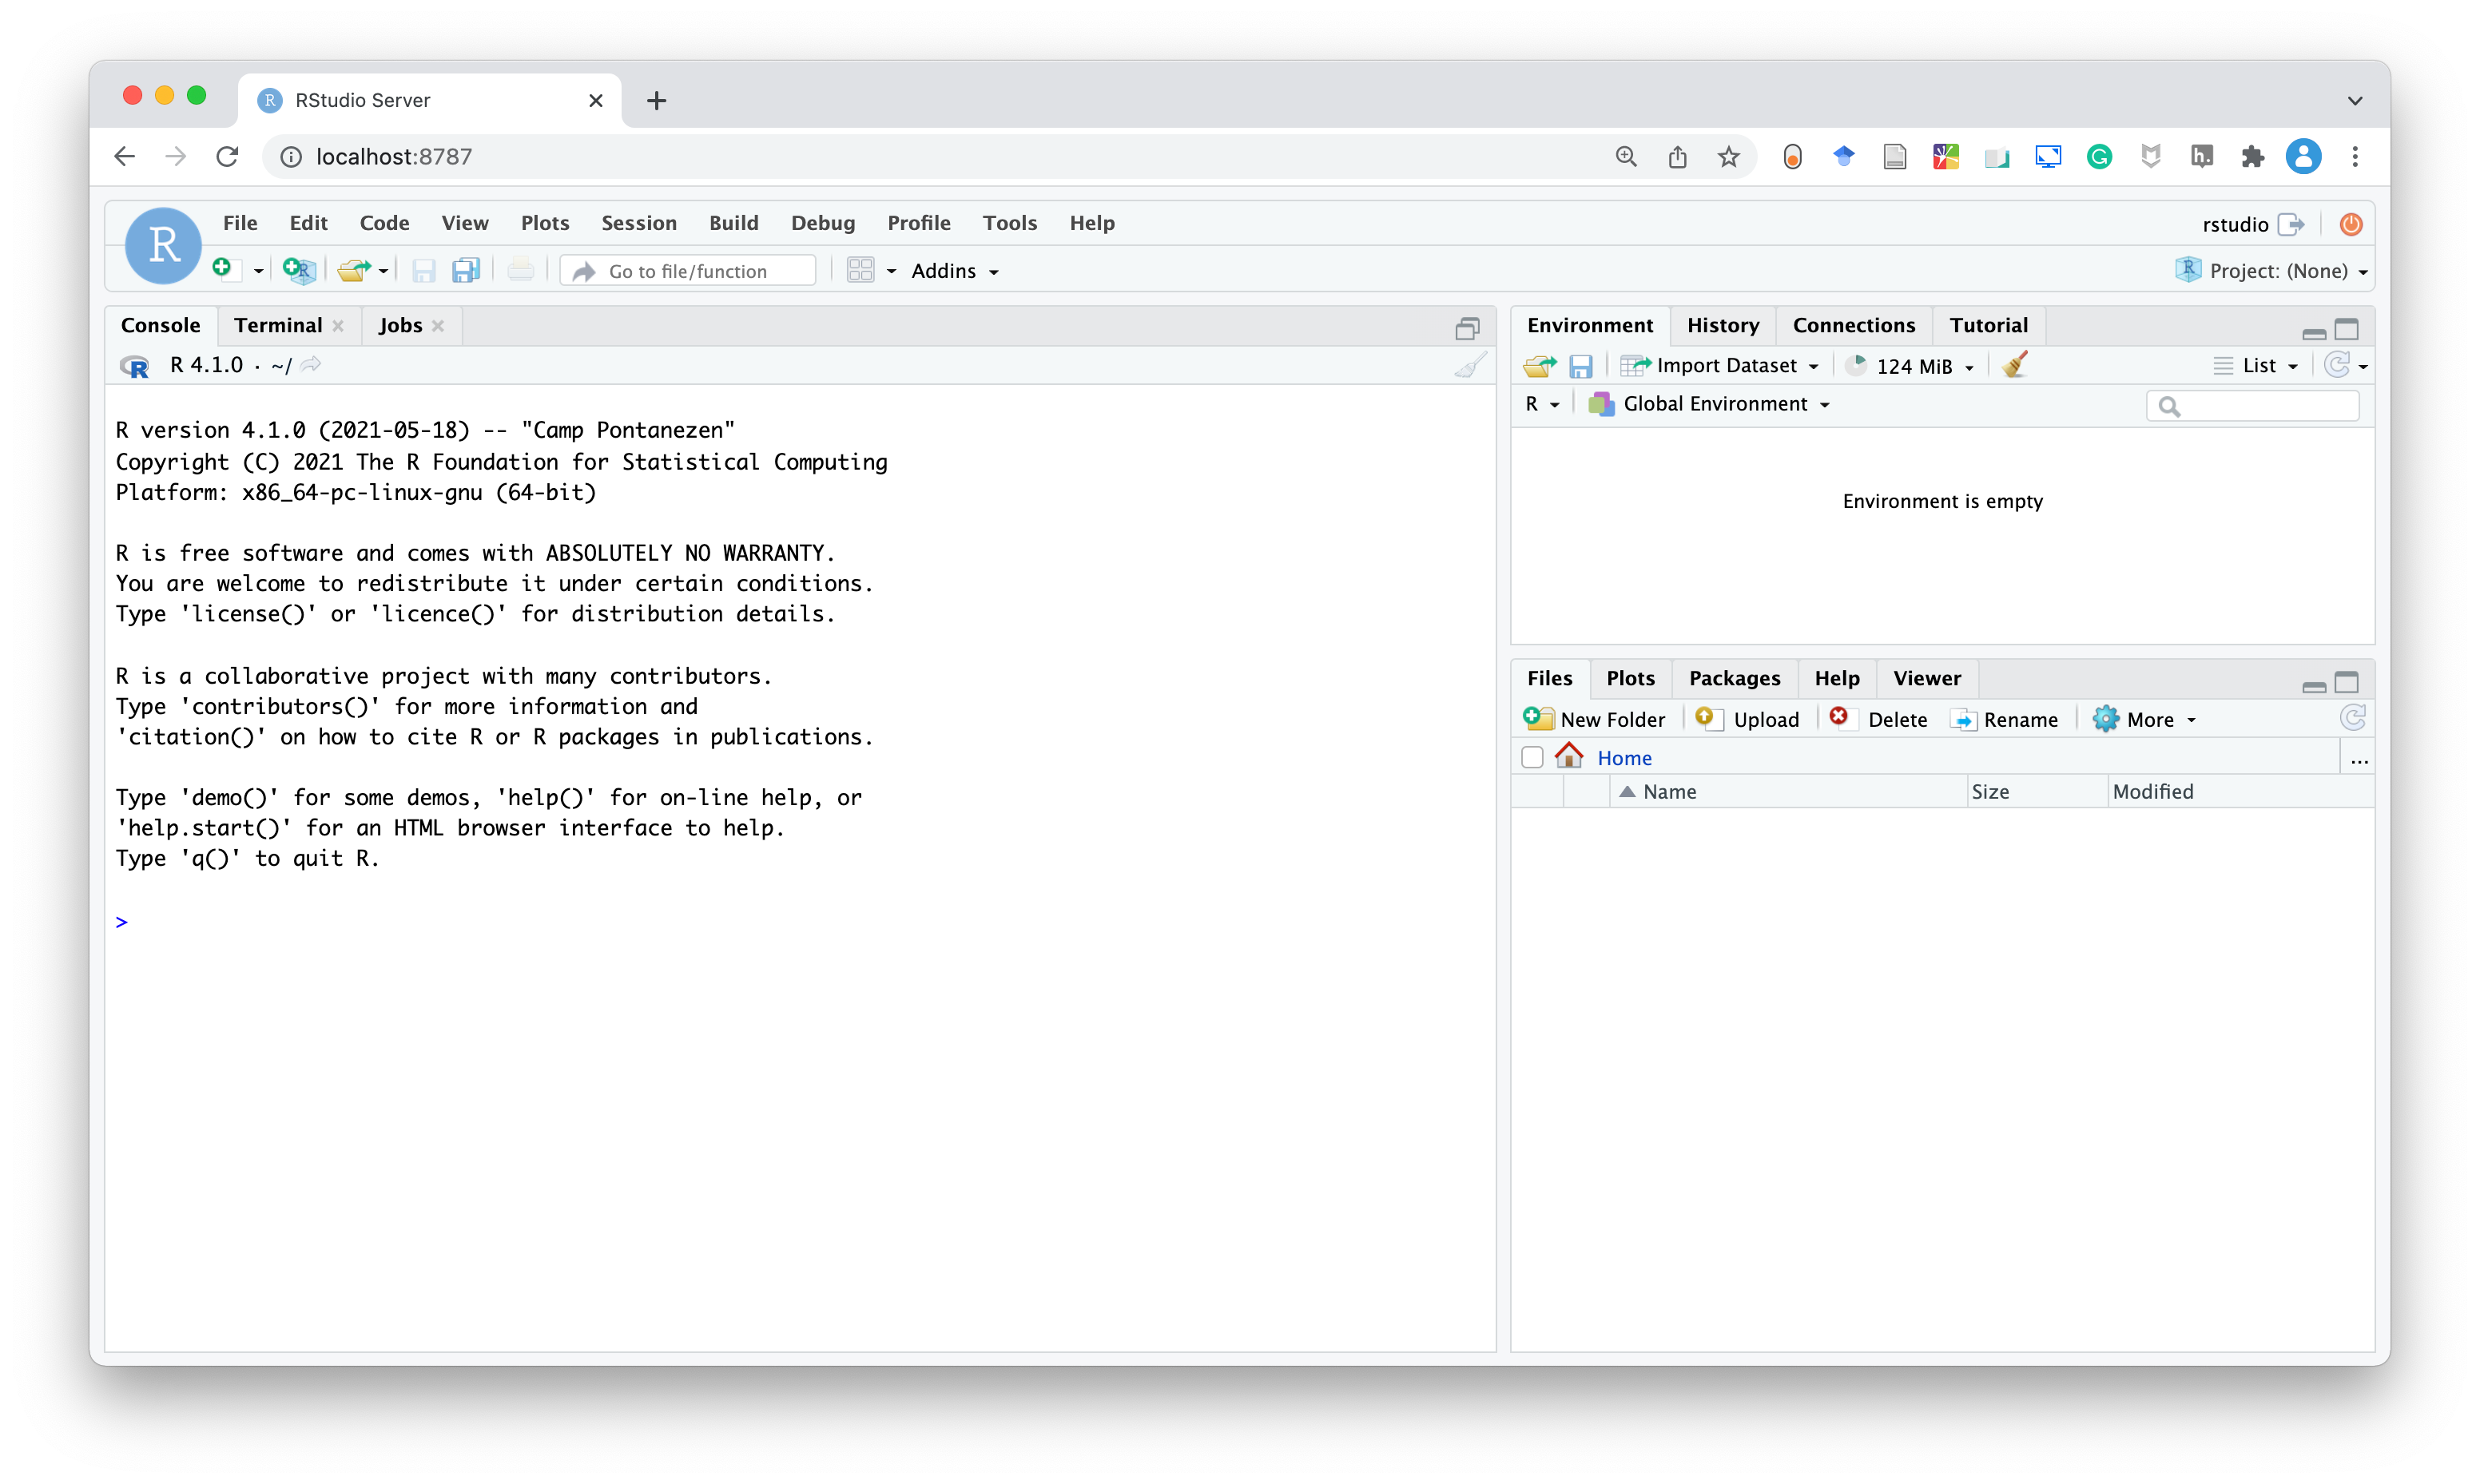 RStudio Server
localhost:8787
File Edit Code View Plots Session Build Debug Profile Tools Help
rstudio
R
Go to file/function
Addins
Project: (None)
Console Terminal Jobs
R 4.1.0 · ~/
R version 4.1.0 (2021-05-18) -- "Camp Pontanezen"
Copyright (C) 2021 The R Foundation for Statistical Computing
Platform: x86_64-pc-linux-gnu (64-bit)
R is free software and comes with ABSOLUTELY NO WARRANTY.
You are welcome to redistribute it under certain conditions.
Type 'license()' or 'licence()' for distribution details.
R is a collaborative project with many contributors.
Type 'contributors()' for more information and
'citation()' on how to cite R or R packages in publications.
Type 'demo()' for some demos, 'help()' for on-line help, or
'help.start()' for an HTML browser interface to help.
Type 'q()' to quit R.
>
Environment History Connections Tutorial
Import Dataset 124 MiB List
R Global Environment
Environment is empty
Files Plots Packages Help Viewer
New Folder Upload Delete Rename More
Home ...
Name Size Modified